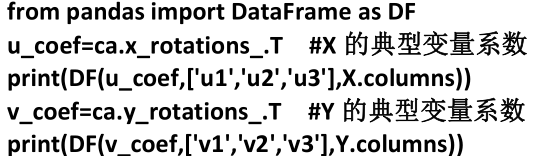 from pandas import DataFrame as DF
u_coef=ca.x_rotations_.T #X 的典型变量系数
print(DF(u_coef,['u1','u2','u3'],X.columns))
v_coef=ca.y_rotations_.T #Y 的典型变量系数
print(DF(v_coef,['v1','v2','v3'],Y.columns))